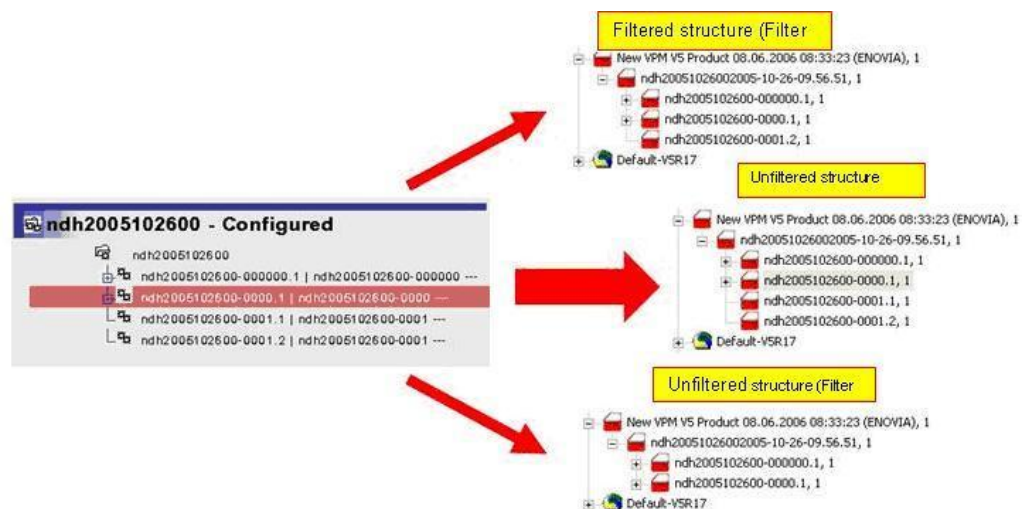 Filtered structure (Filter
New VPM V5 Product 08.06.2006 08:33:23 (ENOVIA), 1
ndh20051026002005-10-26-09.56.51, 1
ndh2005102600-000000.1, 1
ndh2005102600-0000.1, 1
ndh2005102600-0001.2, 1
Default-V5R17
Unfiltered structure
New VPM V5 Product 08.06.2006 08:33:23 (ENOVIA), 1
ndh20051026002005-10-26-09.56.51, 1
ndh2005102600-000000.1, 1
ndh2005102600-0000.1, 1
ndh2005102600-0001.1, 1
ndh2005102600-0001.2, 1
Default-V5R17
ndh2005102600 - Configured
ndh2005102600
ndh2005102600-000000.1 | ndh2005102600-000000 ---
ndh2005102600-0000.1 | ndh2005102600-0000 ---
ndh2005102600-0001.1 | ndh2005102600-0001 ---
ndh2005102600-0001.2 | ndh2005102600-0001 ---
Unfiltered structure (Filter
New VPM V5 Product 08.06.2006 08:33:23 (ENOVIA), 1
ndh20051026002005-10-26-09.56.51, 1
ndh2005102600-000000.1, 1
ndh2005102600-0000.1, 1
Default-V5R17